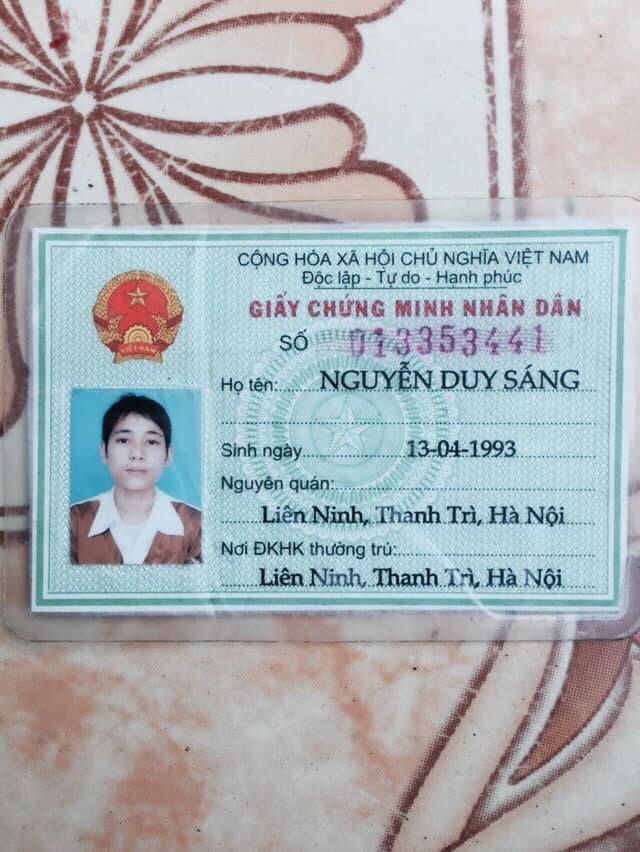 CỘNG HÒA XÃ HỘI CHỦ NGHĨA VIỆT NAM
Độc lập - Tự do - Hạnh phúc
GIẤY CHỨNG MINH NHÂN DÂN
SỐ 013353441
Họ tên: NGUYỄN DUY SÁNG
Sinh ngày 13-04-1993
Nguyên quán:
Liên Ninh, Thanh Trì, Hà Nội
Nơi ĐKHK thường trú:
Liên Ninh, Thanh Trì, Hà Nội
VIỆT NAM